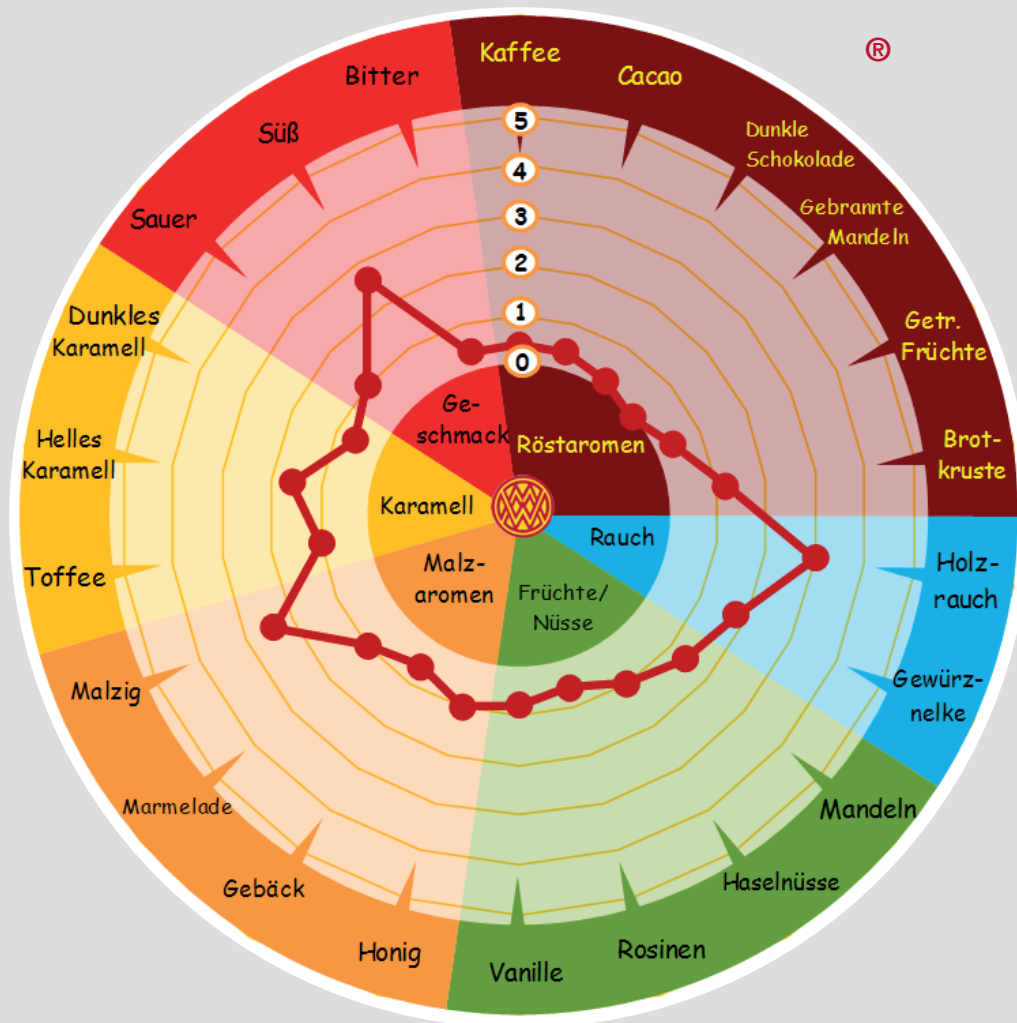 ®
Kaffee
Cacao
Dunkle
Schokolade
Gebrannte
Mandeln
Getr.
Früchte
Brot-
kruste
Holz-
rauch
Gewürz-
nelke
Mandeln
Haselnüsse
Rosinen
Vanille
Honig
Gebäck
Marmelade
Malzig
Toffee
Helles
Karamell
Dunkles
Karamell
Sauer
Süß
Bitter
5
4
3
2
1
0
Ge-
schmack
Röstaromen
Rauch
Früchte/
Nüsse
Malz-
aromen
Karamell